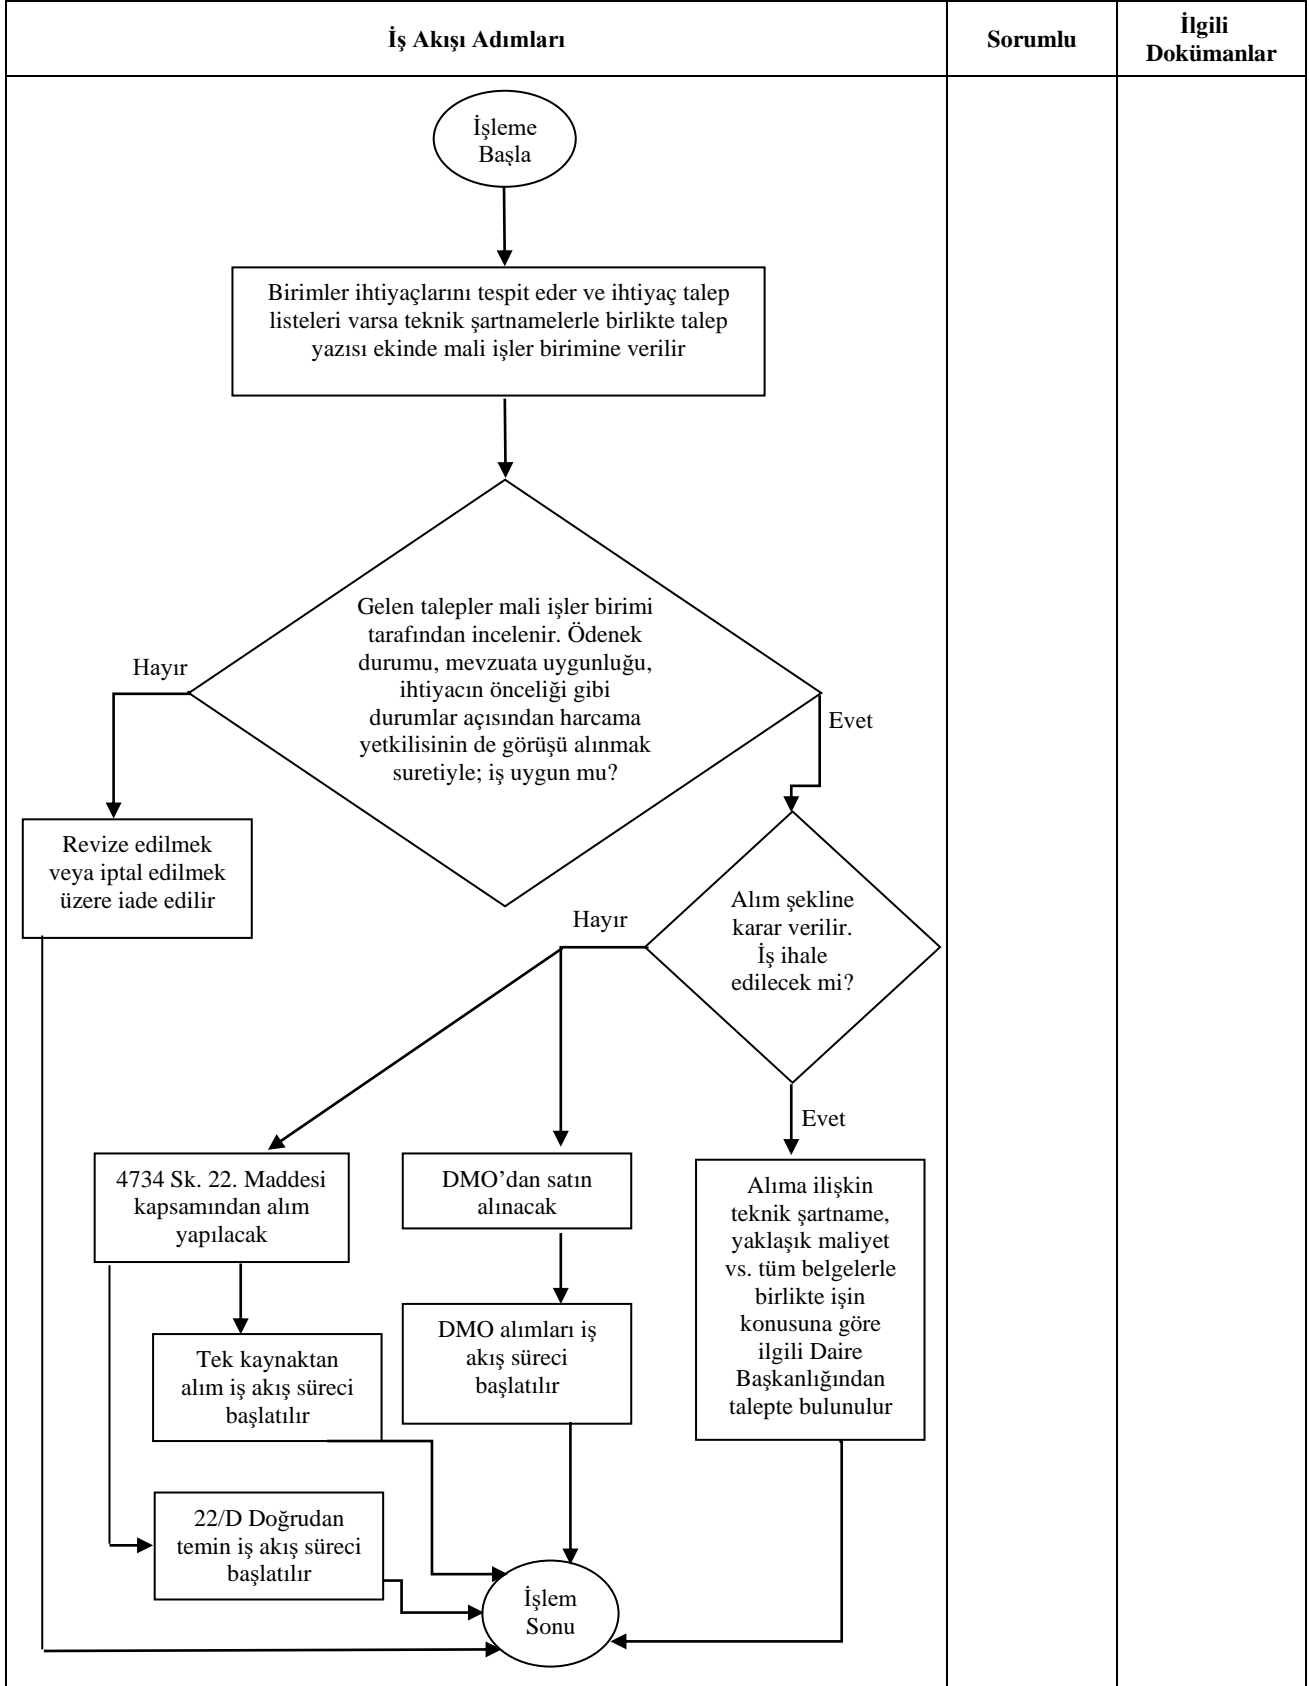 İş Akışı Adımları
Sorumlu
İlgili
Dokümanlar
İşleme
Başla
Birimler ihtiyaçlarını tespit eder ve ihtiyaç talep
listeleri varsa teknik şartnamelerle birlikte talep
yazısı ekinde mali işler birimine verilir
Gelen talepler mali işler birimi
tarafından incelenir. Ödenek
durumu, mevzuata uygunluğu,
ihtiyacın önceliği gibi
durumlar açısından harcama
yetkilisinin de görüşü alınmak
suretiyle; iş uygun mu?
Hayır
Evet
Revize edilmek
veya iptal edilmek
üzere iade edilir
Alım şekline
karar verilir.
İş ihale
edilecek mi?
Hayır
Evet
4734 Sk. 22. Maddesi
kapsamından alım
yapılacak
DMO’dan satın
alınacak
Alıma ilişkin
teknik şartname,
yaklaşık maliyet
vs. tüm belgelerle
birlikte işin
konusuna göre
ilgili Daire
Başkanlığından
talepte bulunulur
Tek kaynaktan
alım iş akış süreci
başlatılır
DMO alımları iş
akış süreci
başlatılır
22/D Doğrudan
temin iş akış süreci
başlatılır
İşlem
Sonu